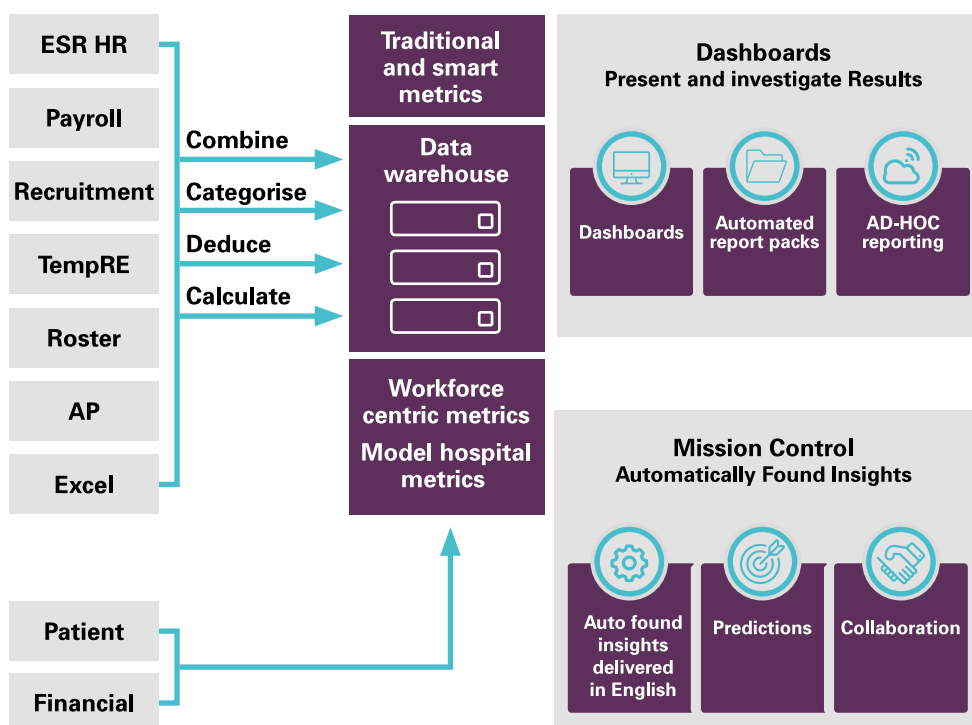 ESR HR
Payroll
Recruitment
TempRE
Roster
AP
Excel
Patient
Financial
Combine
Categorise
Deduce
Calculate
Traditional
and smart
metrics
Data
warehouse
Workforce
centric metrics
Model hospital
metrics
Dashboards
Present and investigate Results
Dashboards
Automated
report packs
AD-HOC
reporting
Mission Control
Automatically Found Insights
Auto found
insights
delivered
in English
Predictions
Collaboration